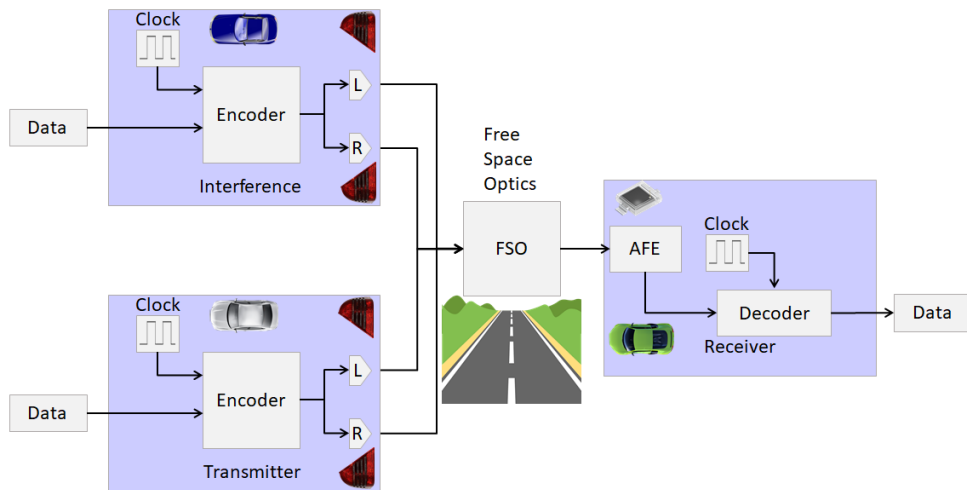 Clock
Data
Encoder
L
R
Interference
Free
Space
Optics
FSO
AFE
Clock
Decoder
Receiver
Data
Clock
Data
Encoder
L
R
Transmitter